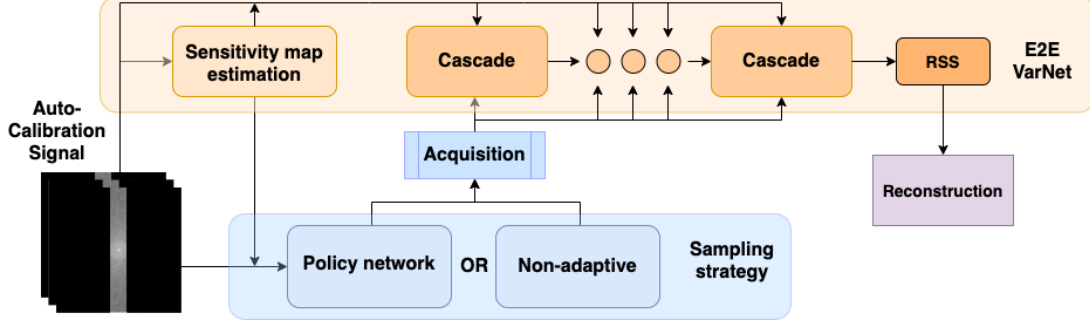 Sensitivity map
estimation
Cascade
Cascade
RSS
E2E
VarNet
Auto-
Calibration
Signal
Acquisition
Reconstruction
Policy network
OR
Non-adaptive
Sampling
strategy